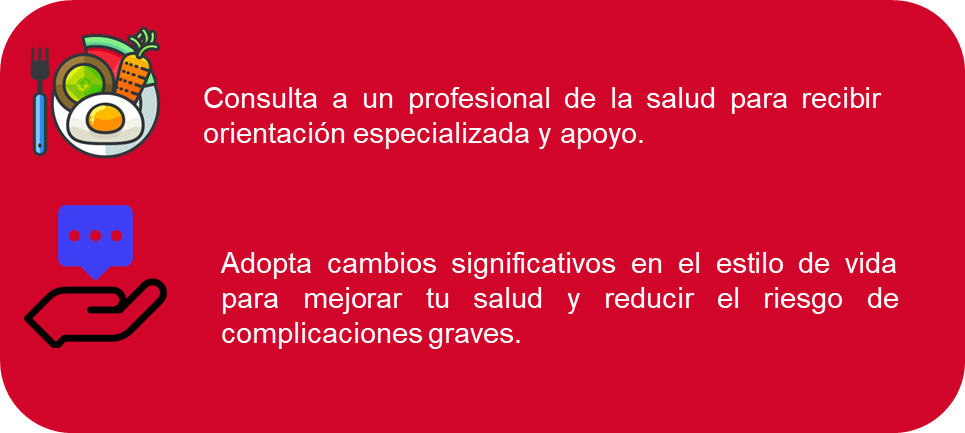 Consulta a un profesional de la salud para recibir
orientación especializada y apoyo.
Adopta cambios significativos en el estilo de vida
para mejorar tu salud y reducir el riesgo de
complicaciones graves.